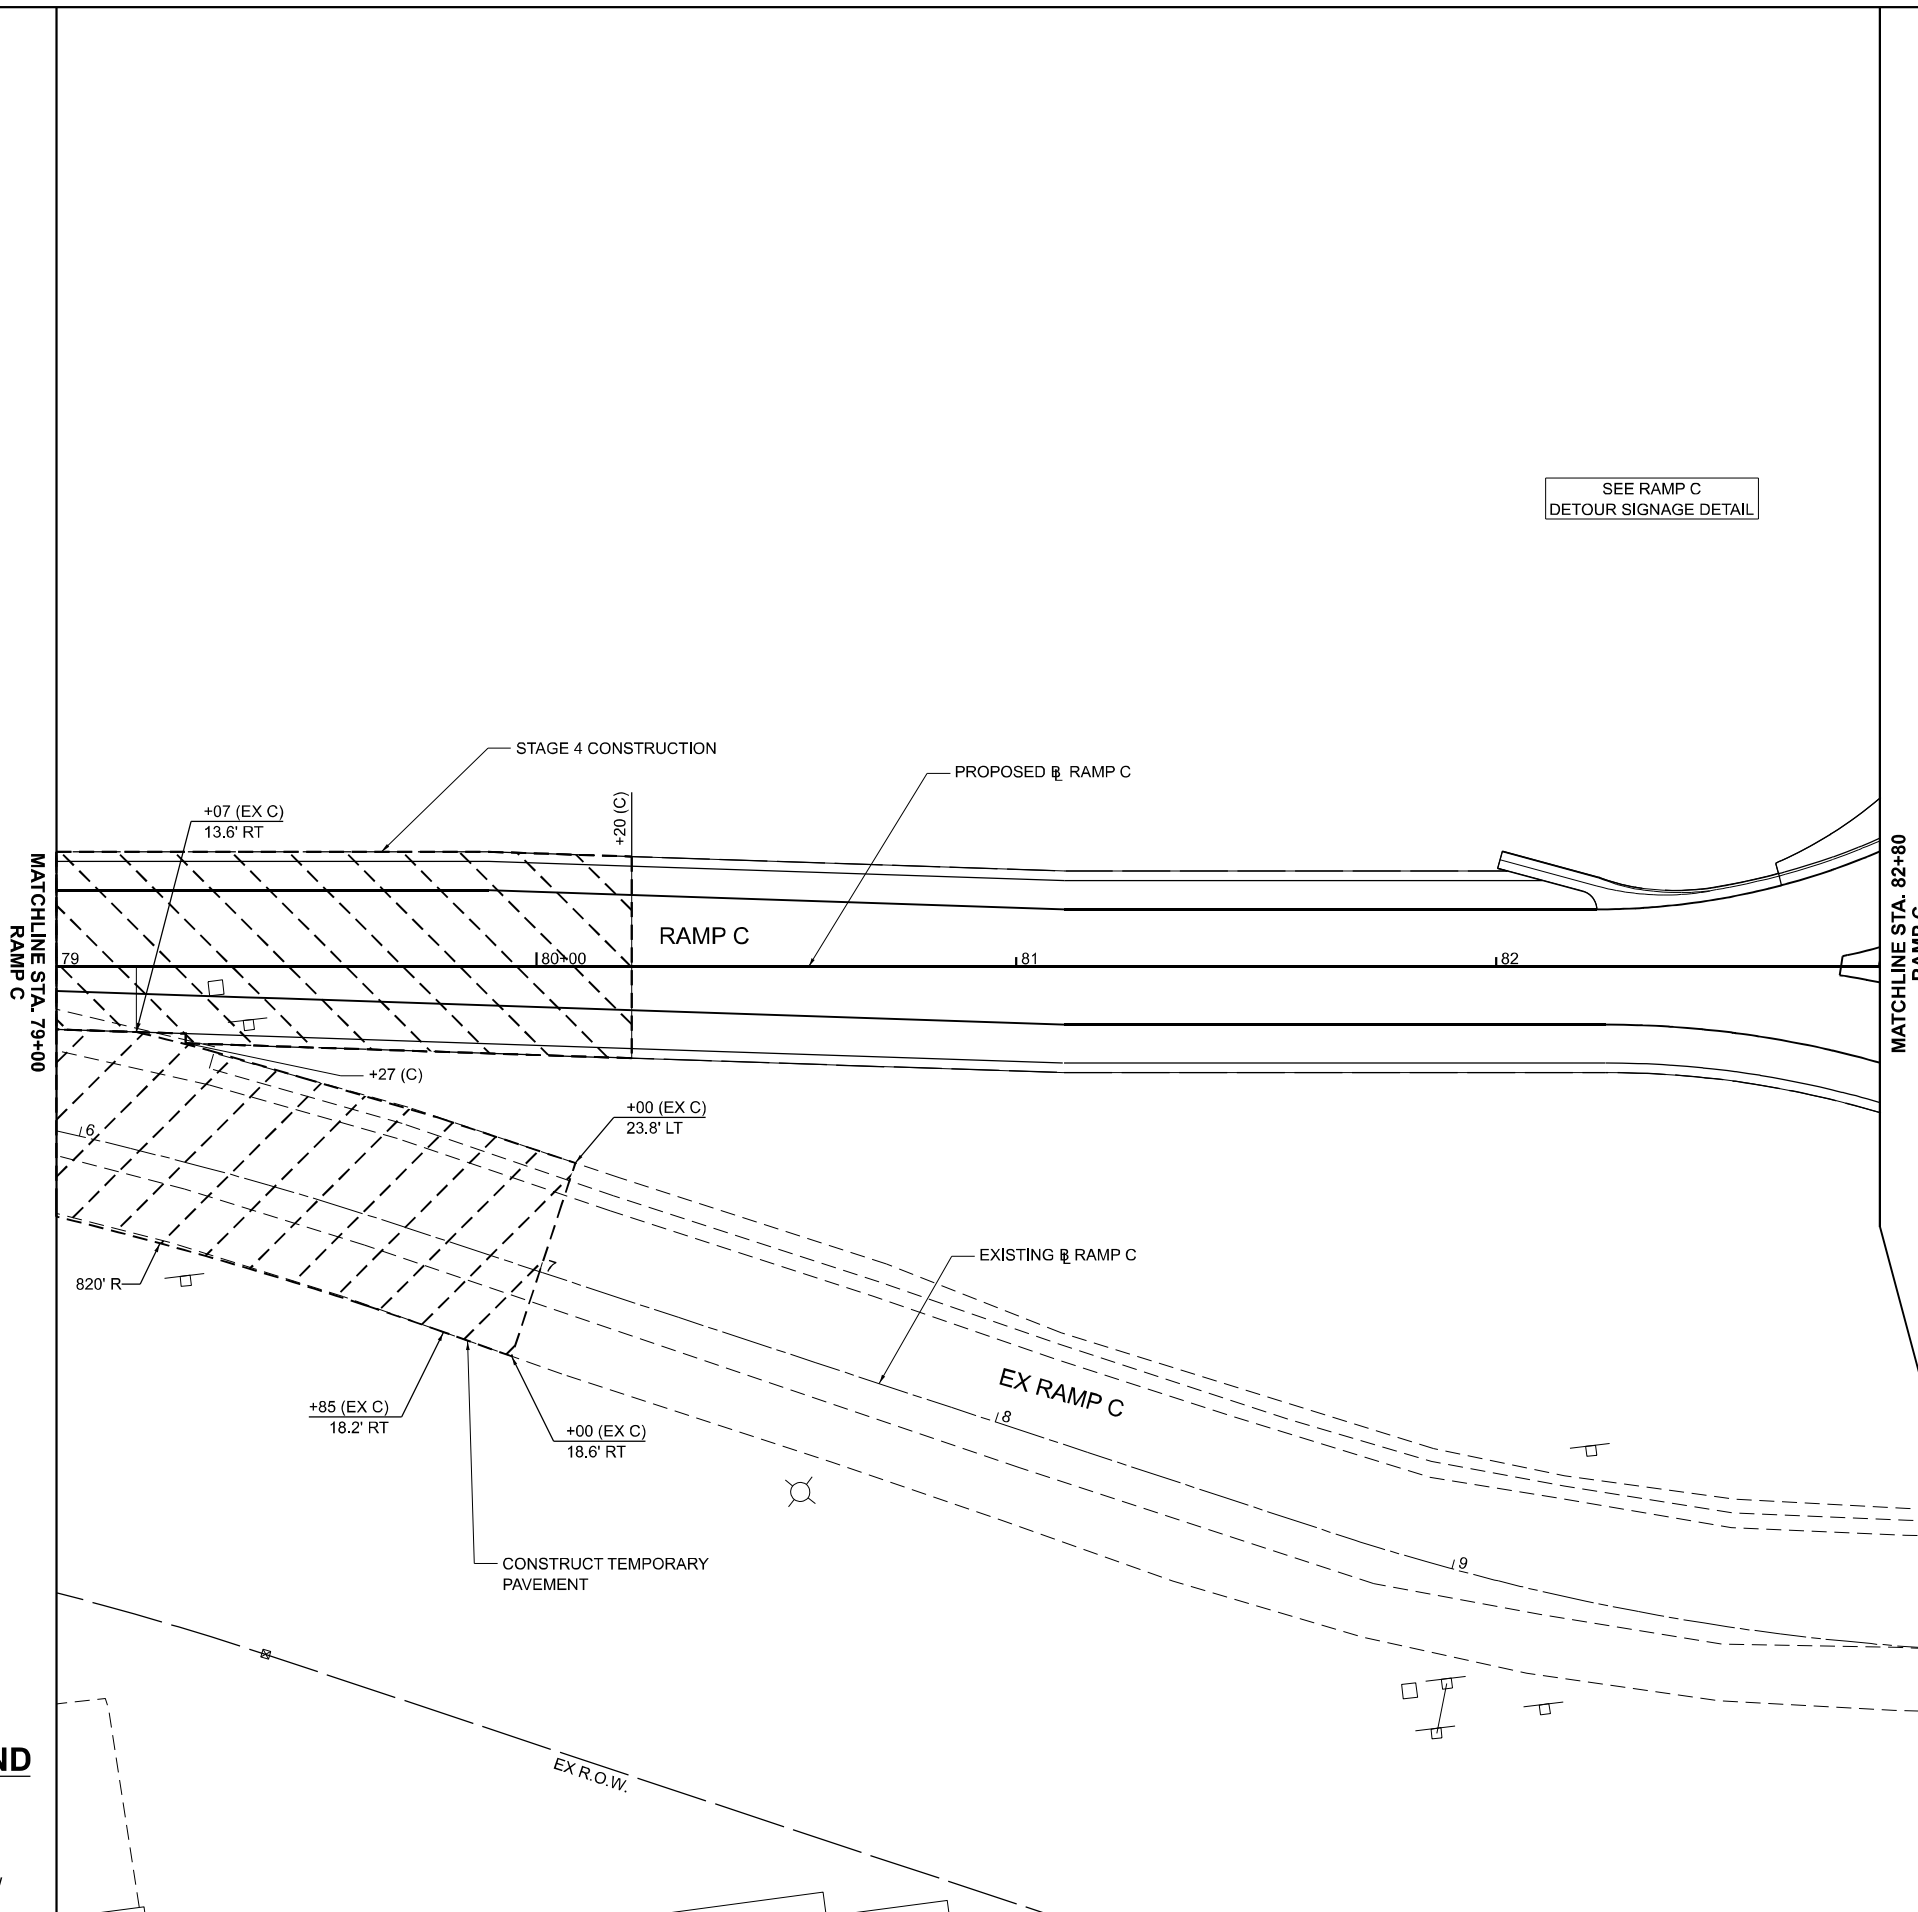 SEE RAMP C
DETOUR SIGNAGE DETAIL
STAGE 4 CONSTRUCTION
PROPOSED ⅊ RAMP C
+20 (C)
+07 (EX C)
13.6' RT
MATCHLINE STA. 79+00
RAMP C
MATCHLINE STA. 82+80
RAMP C
RAMP C
79
80+00
81
82
+27 (C)
+00 (EX C)
23.8' LT
6
7
820' R
EXISTING ⅊ RAMP C
EX RAMP C
8
+85 (EX C)
18.2' RT
+00 (EX C)
18.6' RT
CONSTRUCT TEMPORARY
PAVEMENT
9
EX R.O.W.
ND